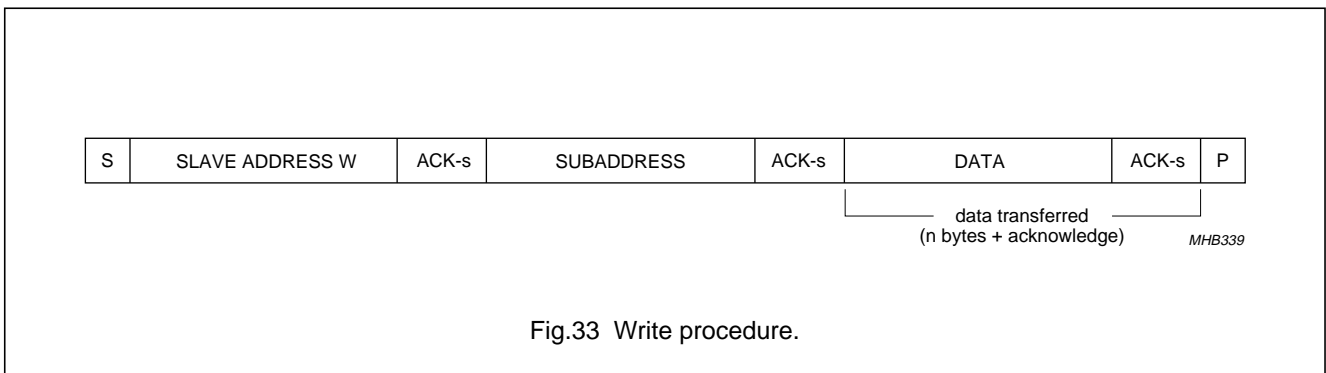 S SLAVE ADDRESS W ACK-s SUBADDRESS ACK-s DATA ACK-s P
data transferred
(n bytes + acknowledge)
MHB339
Fig.33 Write procedure.